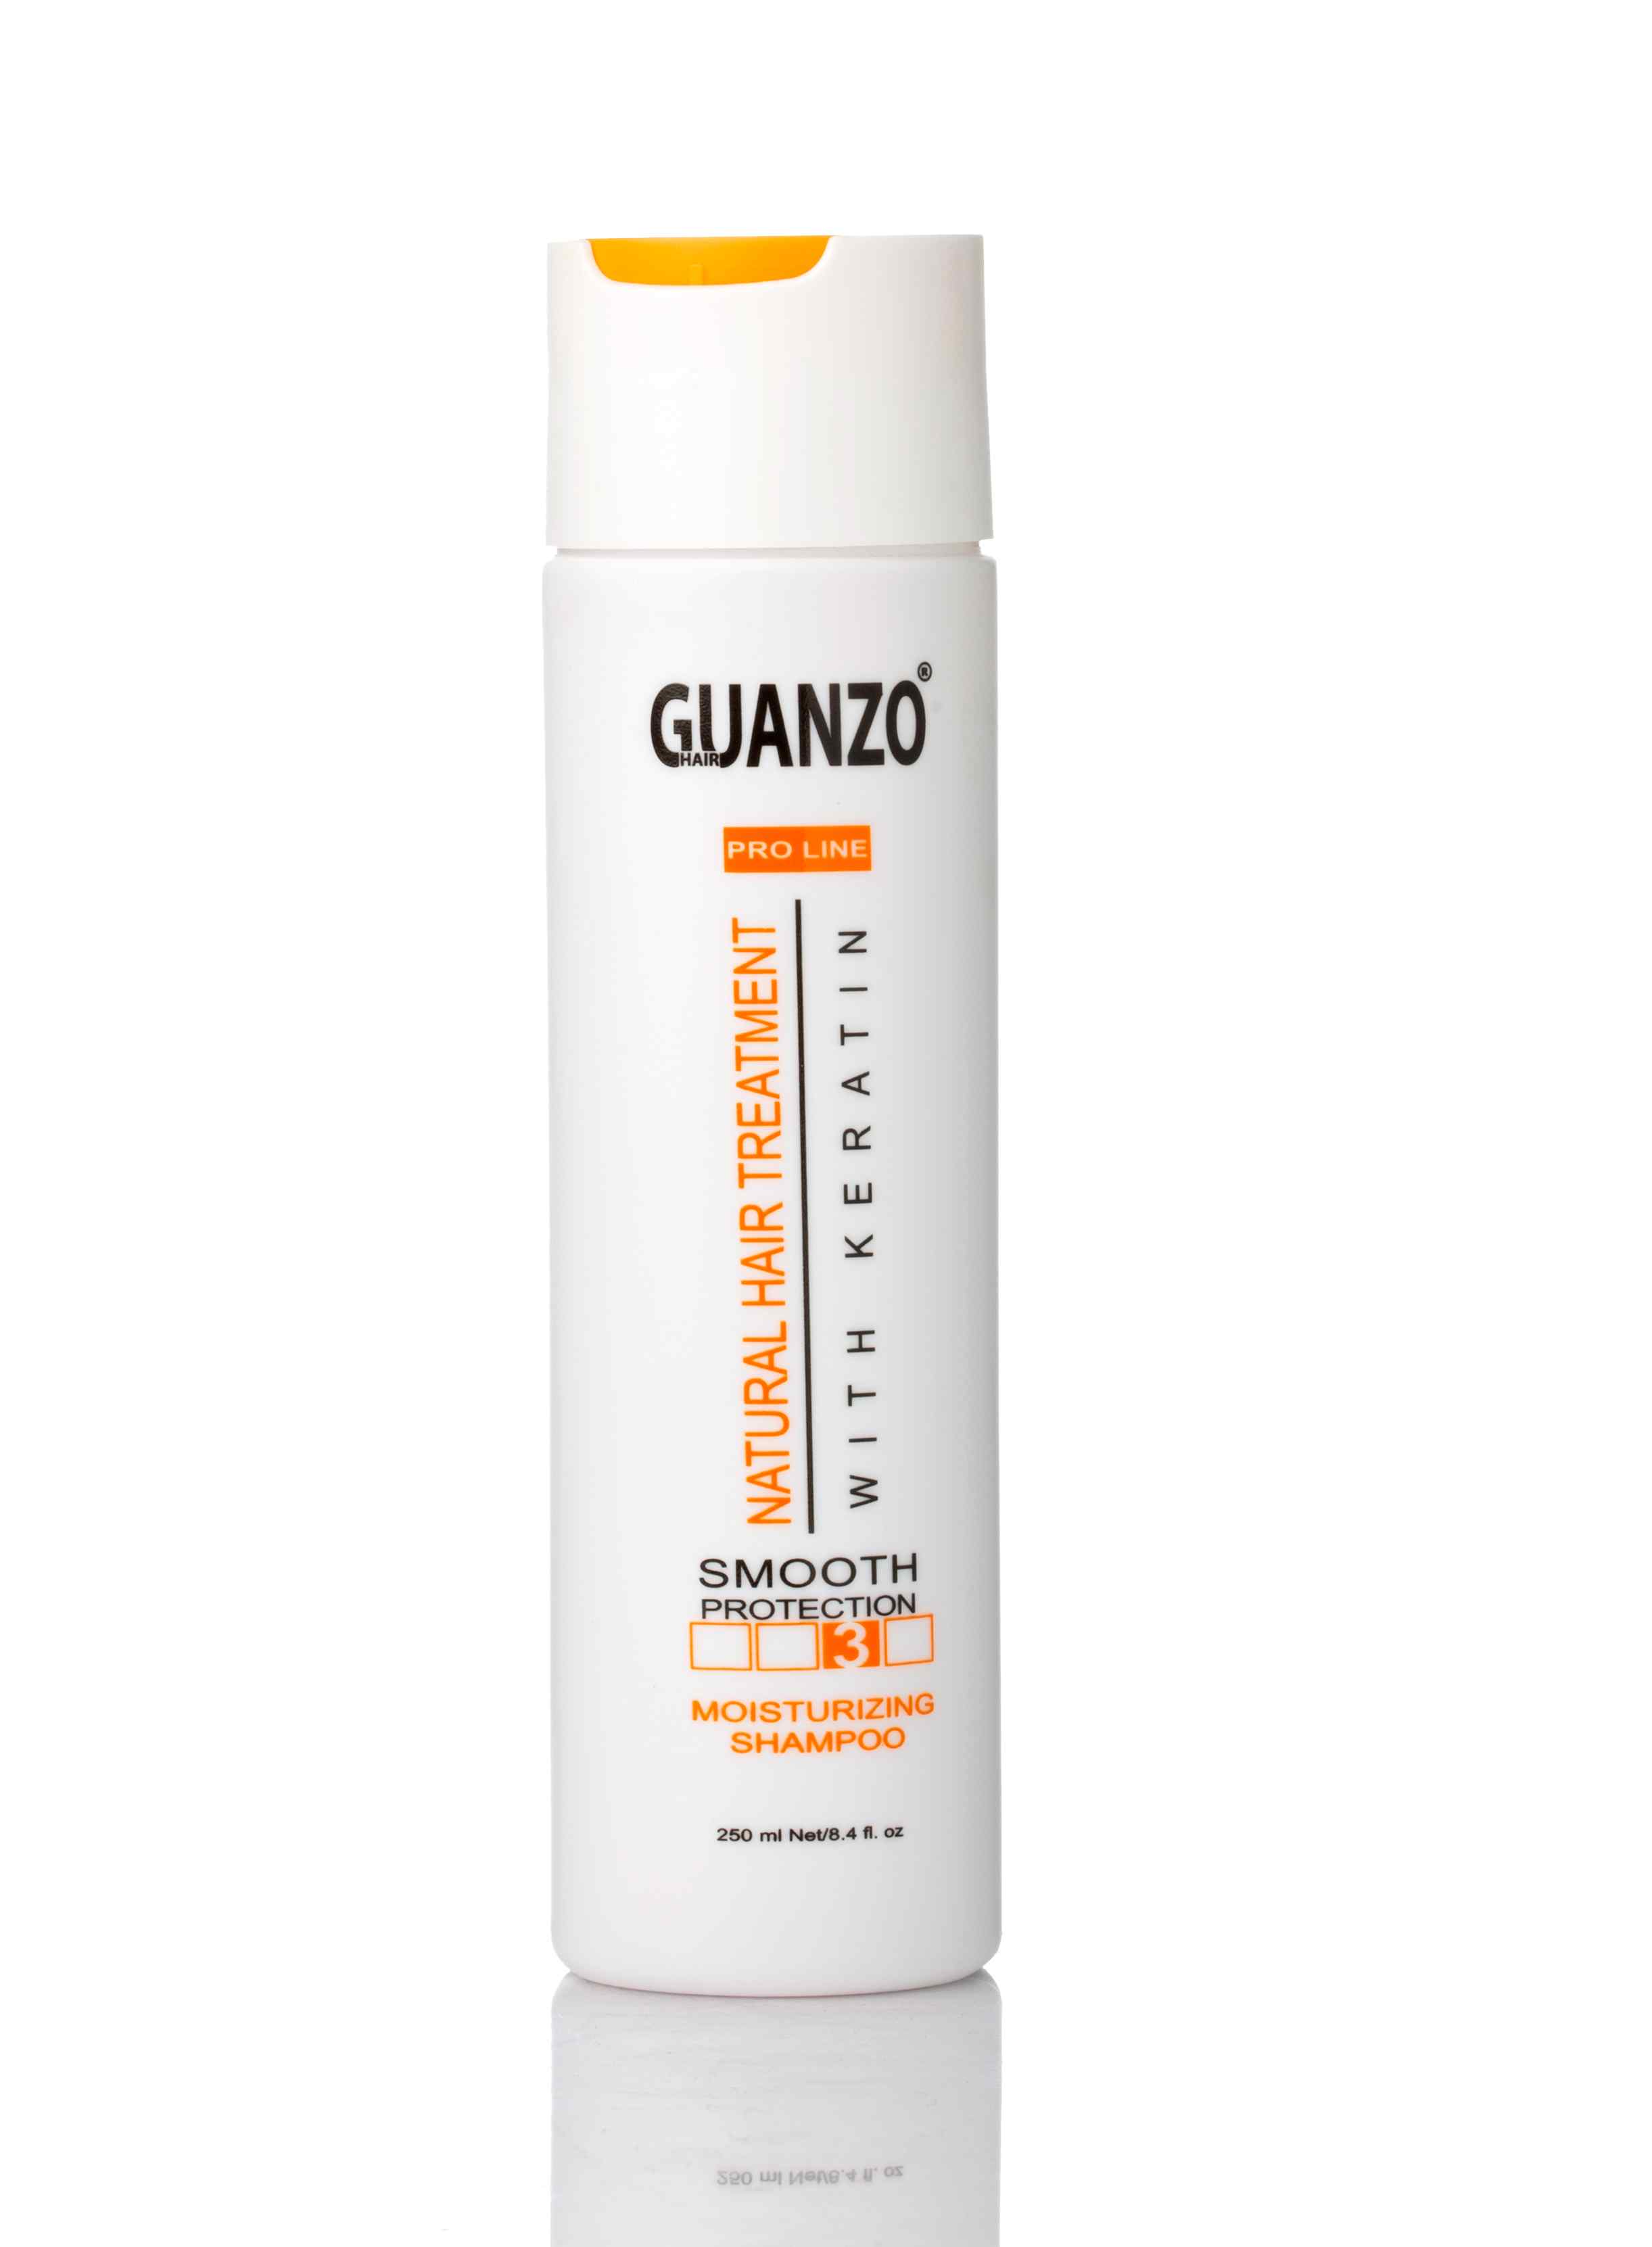 GUANZO®
HAIR
PRO LINE
NATURAL HAIR TREATMENT
WITH KERATIN
SMOOTH
PROTECTION
3
MOISTURIZING
SHAMPOO
250 ml Net/8.4 fl. oz